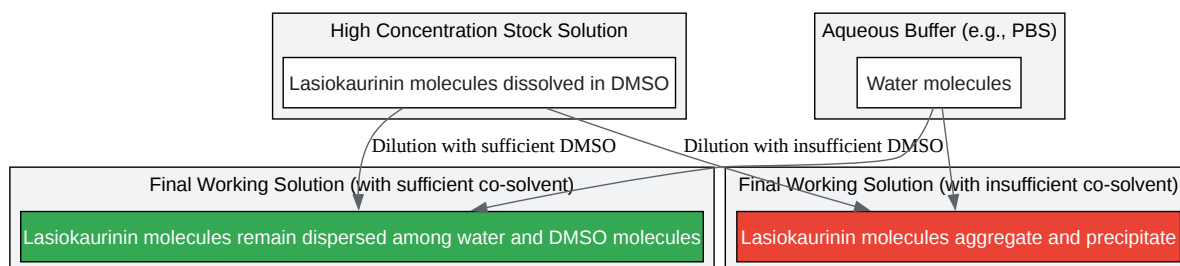 High Concentration Stock Solution
Aqueous Buffer (e.g., PBS)
Lasiokaurinin molecules dissolved in DMSO
Water molecules
Dilution with sufficient DMSO
Dilution with insufficient DMSO
Final Working Solution (with sufficient co-solvent)
Final Working Solution (with insufficient co-solvent)
Lasiokaurinin molecules remain dispersed among water and DMSO molecules
Lasiokaurinin molecules aggregate and precipitate